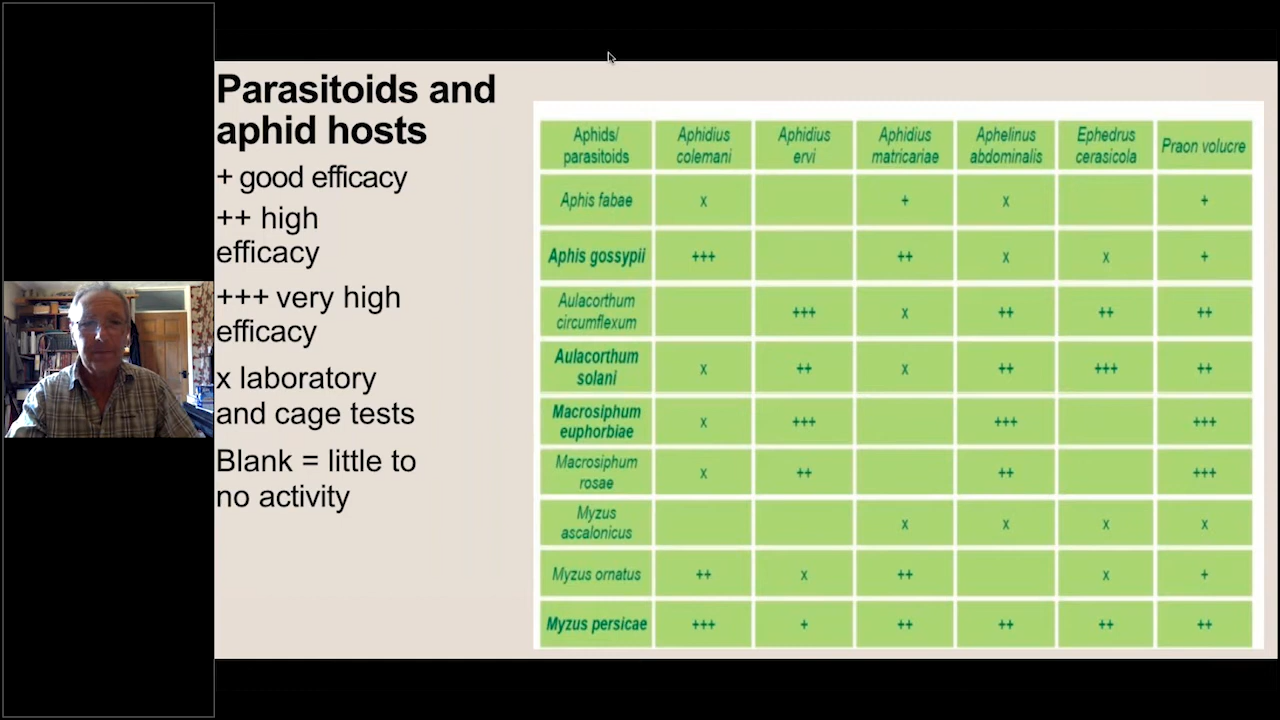 Parasitoids and
aphid hosts
+ good efficacy
++ high
efficacy
+++ very high
efficacy
x laboratory
and cage tests
Blank = little to
no activity
Aphids/ parasitoids Aphidius colemani Aphidius ervi Aphidius matricariae Aphelinus abdominalis Ephedrus cerasicola Praon volucre
Aphis fabae x + x +
Aphis gossypii +++ ++ x x +
Aulacorthum circumflexum +++ x ++ ++ ++
Aulacorthum solani x ++ x ++ +++ ++
Macrosiphum euphorbiae x +++ +++ +++
Macrosiphum rosae x ++ ++ +++
Myzus ascalonicus x x x x
Myzus ornatus ++ x ++ x +
Myzus persicae +++ + ++ ++ ++ ++